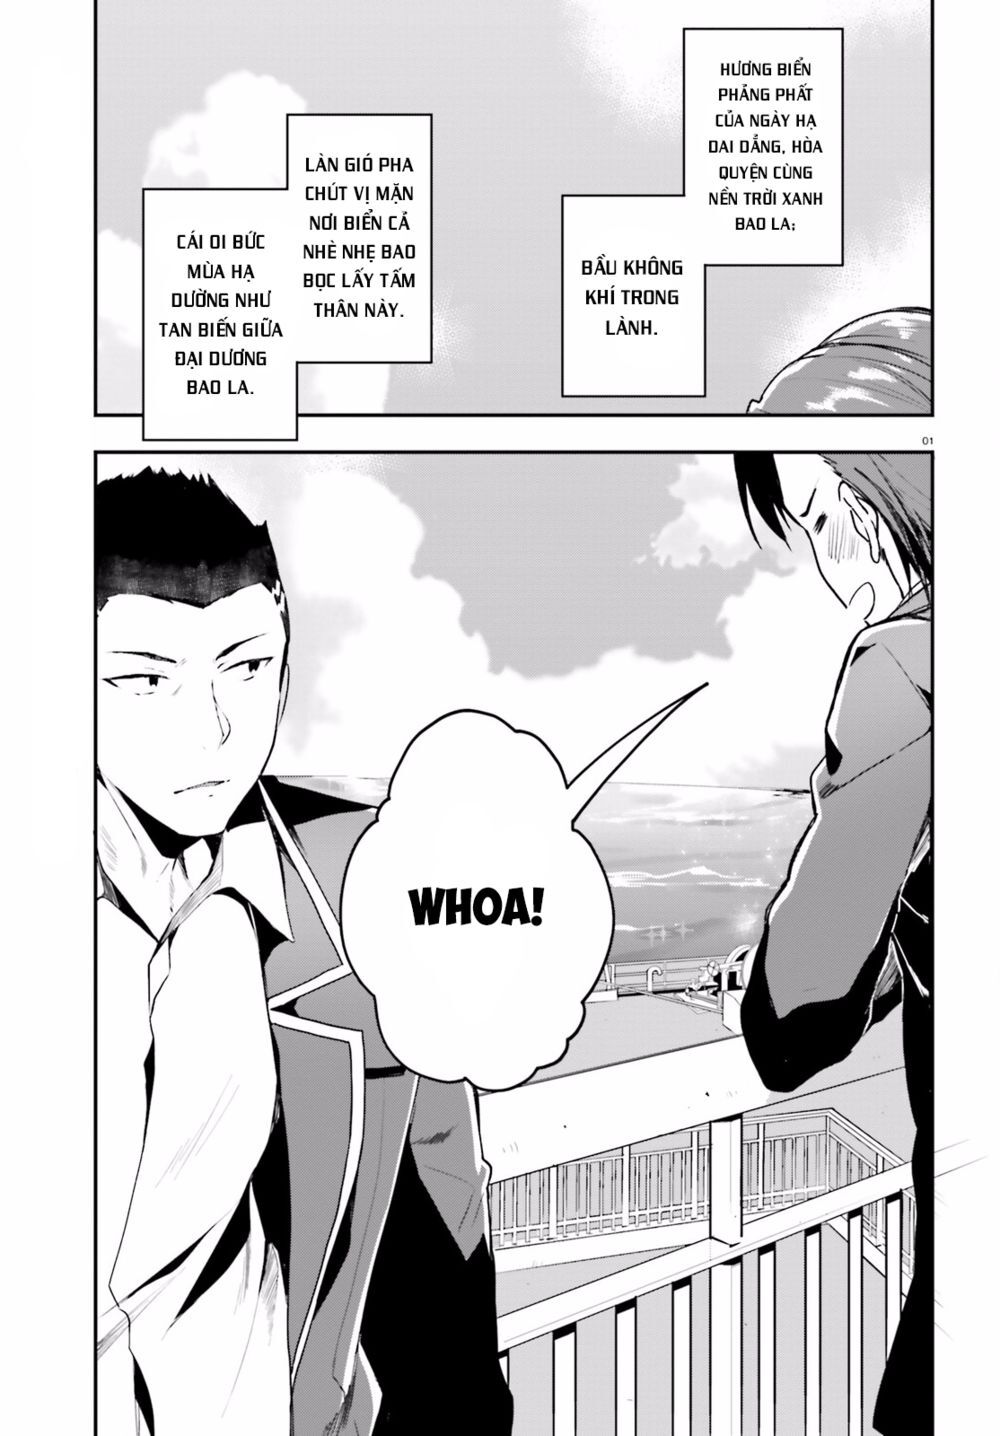 HƯƠNG BIỂN
PHẢNG PHẤT
CỦA NGÀY HẠ
DAI DẲNG, HÒA
QUYỆN CÙNG
NỀN TRỜI XANH
BAO LA;
BẦU KHÔNG
KHÍ TRONG
LÀNH.
LÀN GIÓ PHA
CHÚT VỊ MẶN
NƠI BIỂN CẢ
NHÈ NHẸ BAO
BỌC LẤY TẤM
THÂN NÀY.
CÁI OI BỨC
MÙA HẠ
DƯỜNG NHƯ
TAN BIẾN GIỮA
ĐẠI DƯƠNG
BAO LA.
01
WHOA!